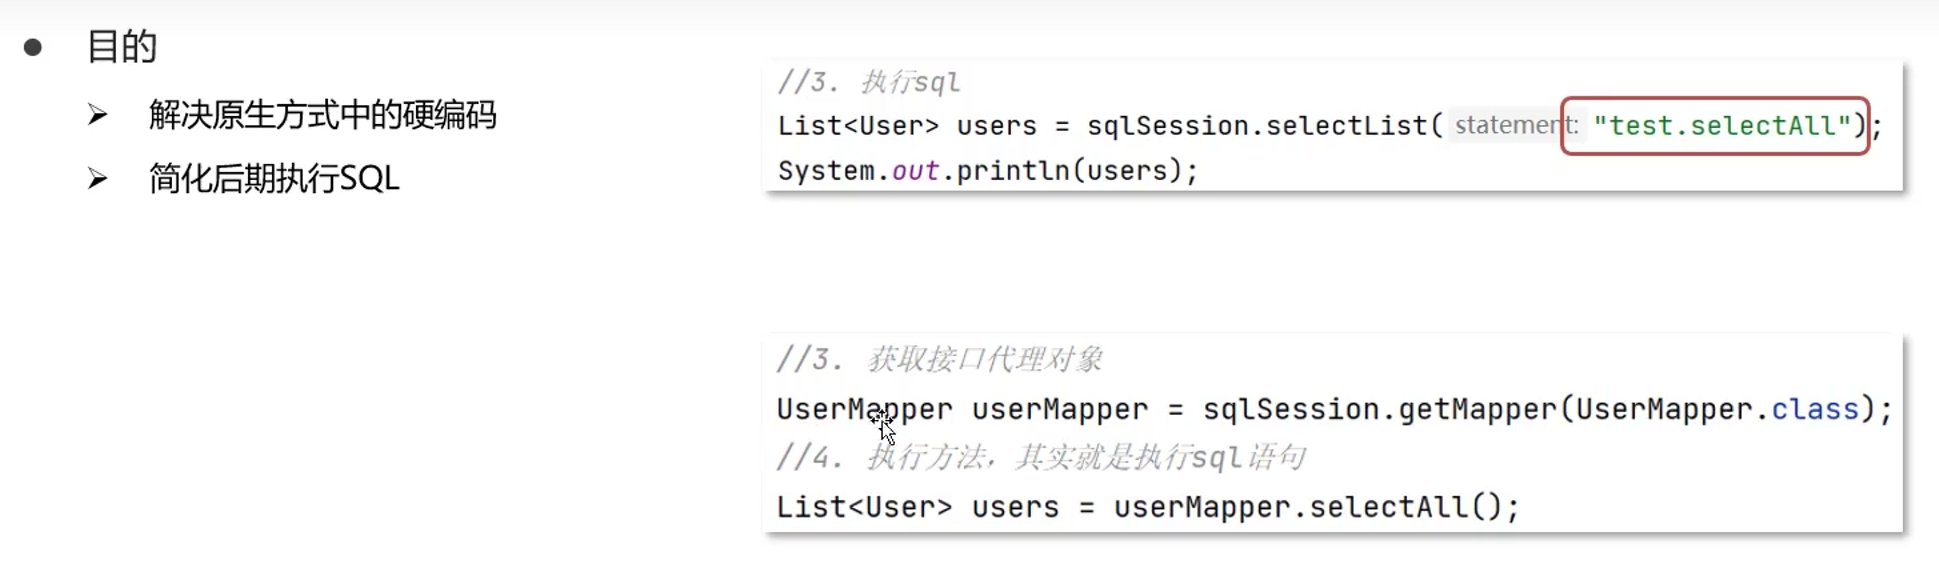 目的
解决原生方式中的硬编码
简化后期执行SQL
//3. 执行sql
List<User> users = sqlSession.selectList( statement: "test.selectAll");
System.out.println(users);
//3. 获取接口代理对象
UserMapper userMapper = sqlSession.getMapper(UserMapper.class);
//4. 执行方法，其实就是执行sql语句
List<User> users = userMapper.selectAll();